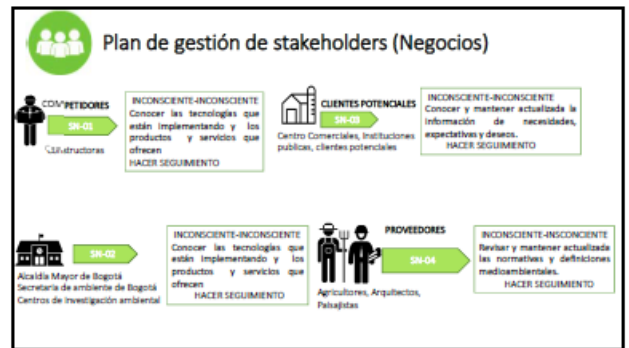 Plan de gestión de stakeholders (Negocios)
COMPETIDORES
SN-01
Constructoras
INCONSCIENTE-INCONSCIENTE
Conocer las tecnologías que
están implementando y los
productos y servicios que
ofrecen
HACER SEGUIMIENTO
CLIENTES POTENCIALES
SN-03
Centro Comerciales, Instituciones
publicas, clientes potenciales
INCONSCIENTE-INCONSCIENTE
Conocer y mantener actualizada la
Información de necesidades,
expectativas y deseos.
HACER SEGUIMIENTO
SN-02
Alcaldía Mayor de Bogotá
Secretaria de ambiente de Bogotá
Centros de investigación ambiental
INCONSCIENTE-INCONSCIENTE
Conocer las tecnologías que
están implementando y los
productos y servicios que
ofrecen
HACER SEGUIMIENTO
PROVEEDORES
SN-04
Agricultores, Arquitectos,
Paisajistas
INCONSCIENTE-INSCONCIENTE
Revisar y mantener actualizada
las normativas y definiciones
medioambientales.
HACER SEGUIMIENTO